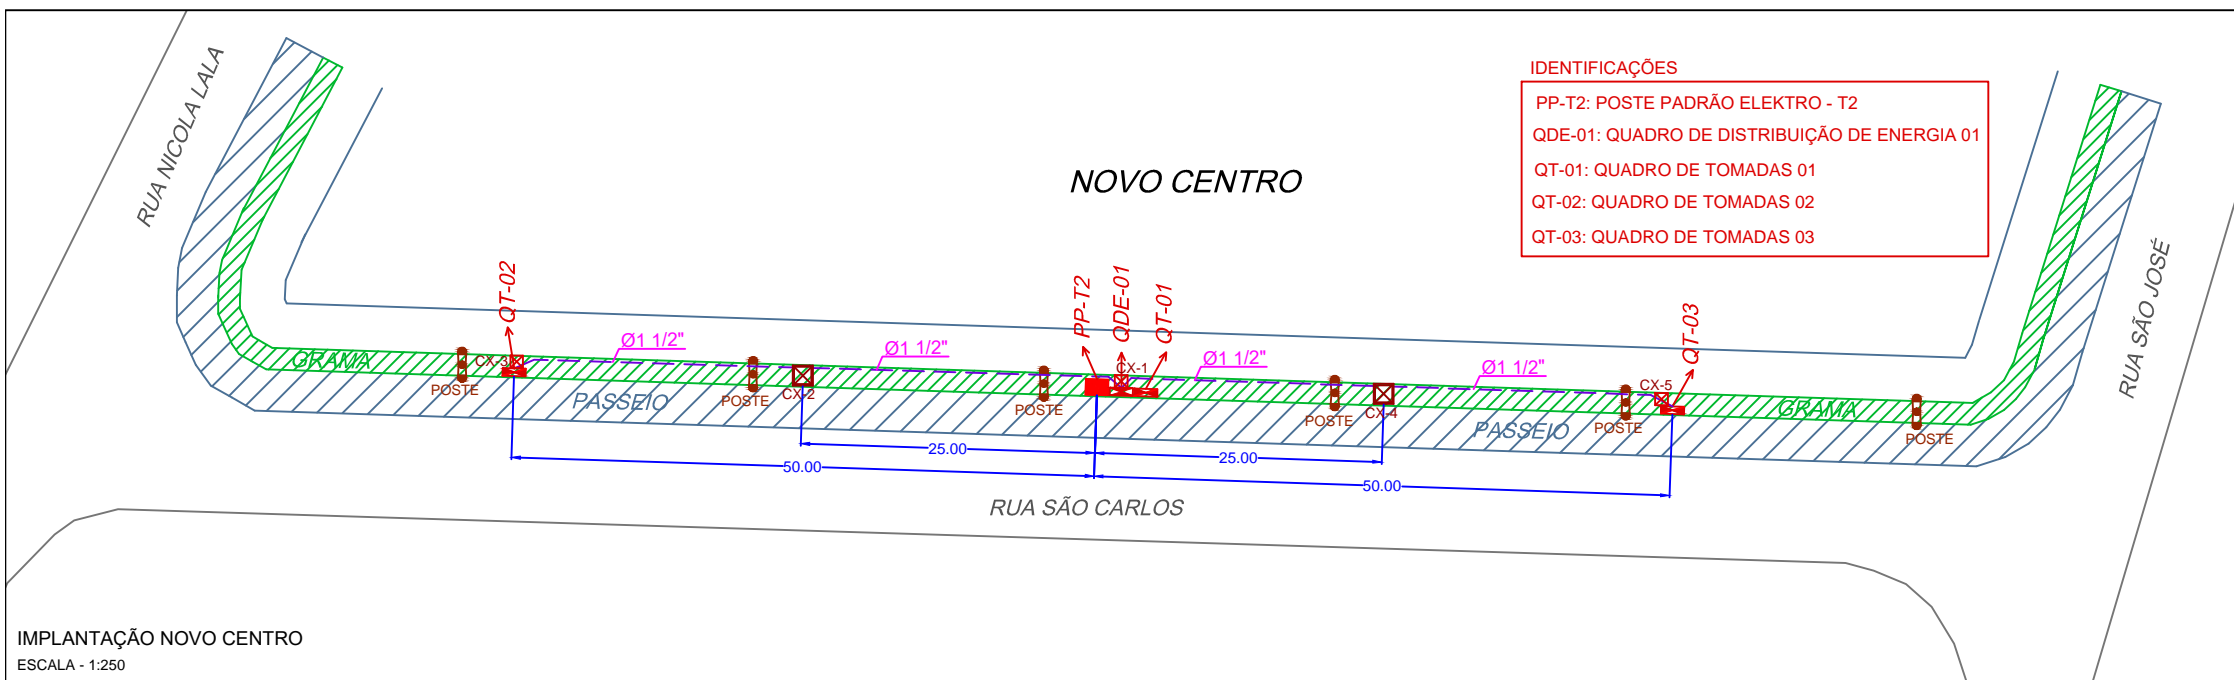 RUA NICOLA LALA
NOVO CENTRO
IDENTIFICAÇÕES
PP-T2: POSTE PADRÃO ELEKTRO - T2
QDE-01: QUADRO DE DISTRIBUIÇÃO DE ENERGIA 01
QT-01: QUADRO DE TOMADAS 01
QT-02: QUADRO DE TOMADAS 02
QT-03: QUADRO DE TOMADAS 03
RUA SÃO JOSÉ
QT-02
PP-T2
QDE-01
QT-01
QT-03
Ø1 1/2"
Ø1 1/2"
Ø1 1/2"
Ø1 1/2"
GRAMA
CX-3
CX-2
CX-1
CX-4
CX-5
GRAMA
POSTE
POSTE
POSTE
POSTE
POSTE
POSTE
PASSEIO
PASSEIO
25.00
25.00
50.00
50.00
RUA SÃO CARLOS
IMPLANTAÇÃO NOVO CENTRO
ESCALA - 1:250